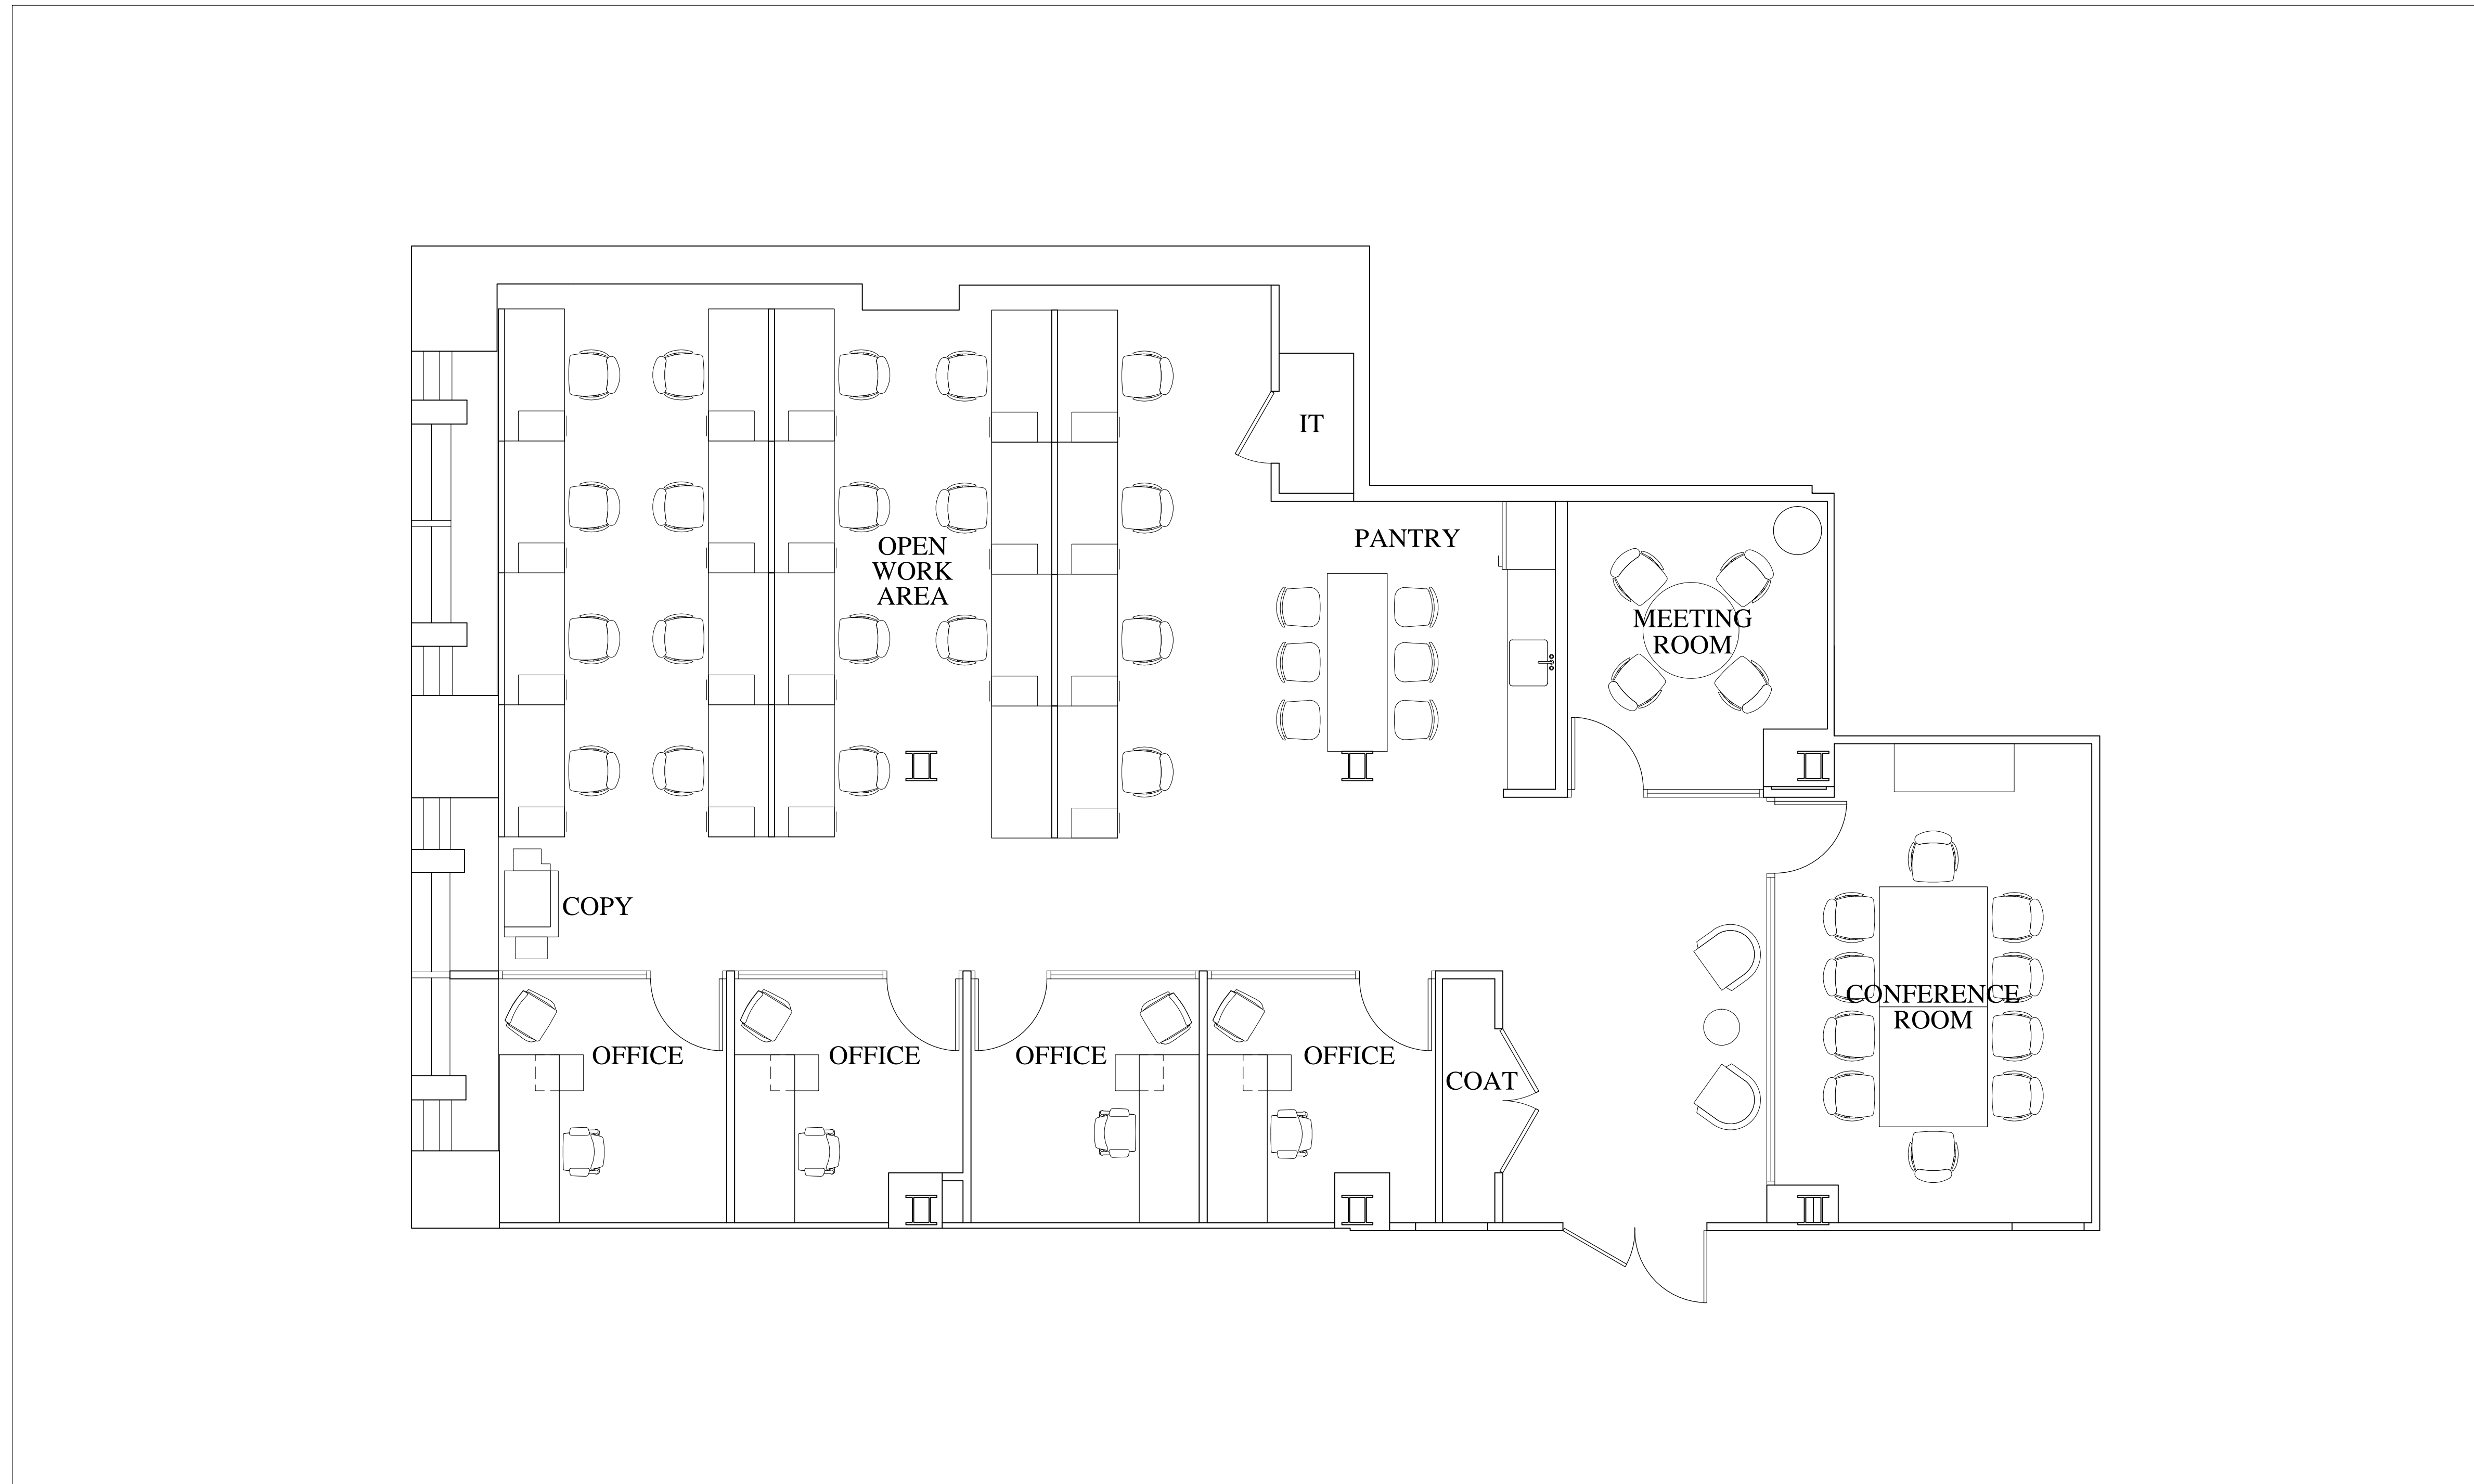 IT
PANTRY
OPEN
WORK
AREA
MEETING
ROOM
COPY
CONFERENCE
ROOM
OFFICE
OFFICE
OFFICE
OFFICE
COAT